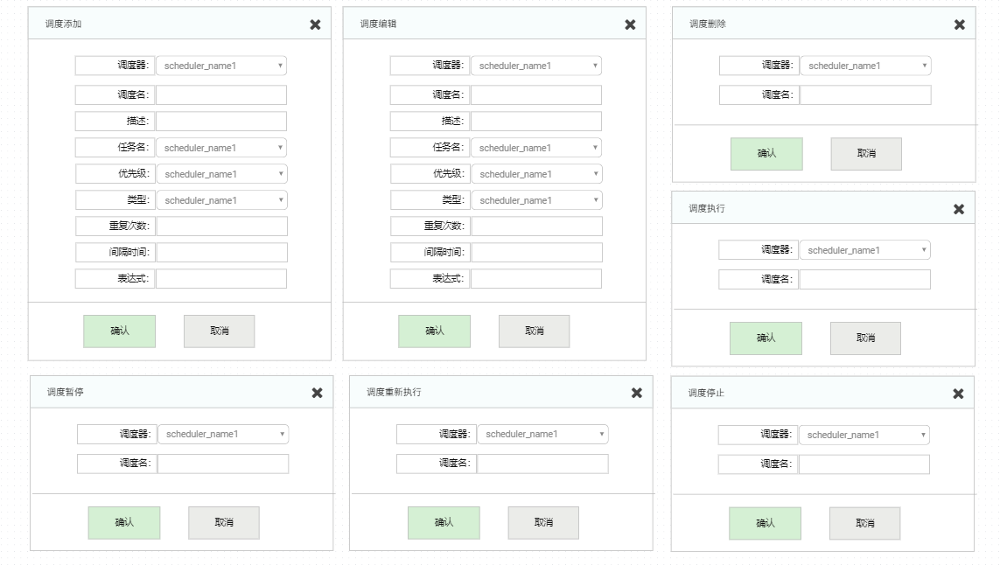 调度添加
调度器:
scheduler_name1
调度名:
描述:
任务名:
scheduler_name1
优先级:
scheduler_name1
类型:
scheduler_name1
重复次数:
间隔时间:
表达式:
确认
取消
调度编辑
调度器:
scheduler_name1
调度名:
描述:
任务名:
scheduler_name1
优先级:
scheduler_name1
类型:
scheduler_name1
重复次数:
间隔时间:
表达式:
确认
取消
调度删除
调度器:
scheduler_name1
调度名:
确认
取消
调度执行
调度器:
scheduler_name1
调度名:
确认
取消
调度暂停
调度器:
scheduler_name1
调度名:
确认
取消
调度重新执行
调度器:
scheduler_name1
调度名:
确认
取消
调度停止
调度器:
scheduler_name1
调度名:
确认
取消